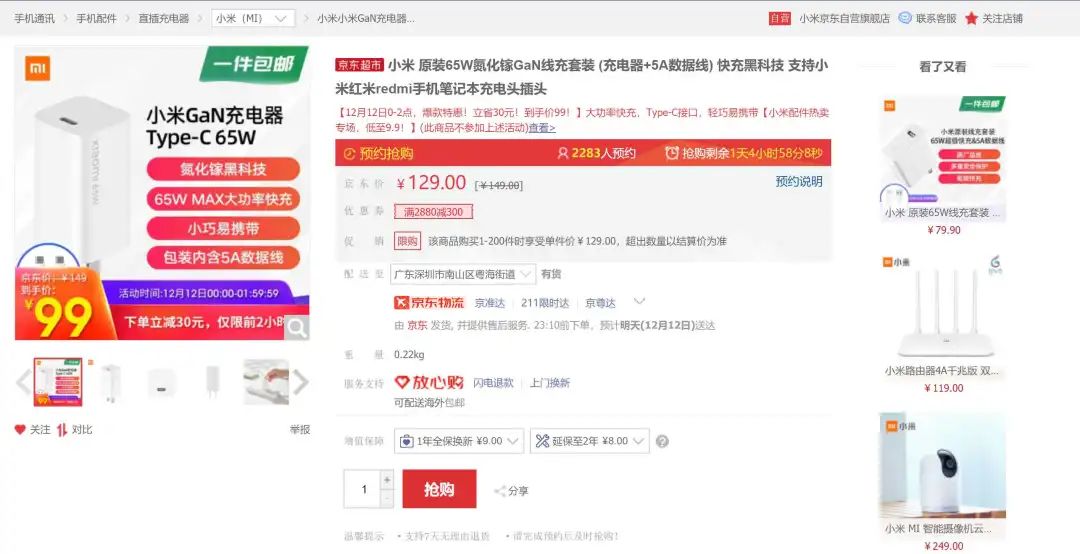 手机通讯 > 手机配件 > 直插充电器 > 小米（MI） > 小米小米GaN充电器...
自营 小米京东自营旗舰店 联系客服 关注店铺
一件包邮
小米GaN充电器
Type-C 65W
氮化镓黑科技
65W MAX大功率快充
小巧易携带
包装内含5A数据线
XIAOMI 65W
京东价：￥149
到手价：
￥99
活动时间:12月12日00:00-01:59:59
下单立减30元，仅限前2小时
关注 对比 举报
京东超市 小米 原装65W氮化镓GaN线充套装 (充电器+5A数据线) 快充黑科技 支持小
米红米redmi手机笔记本充电头插头
【12月12日0-2点，爆款特惠！立省30元！到手价99！】大功率快充，Type-C接口，轻巧易携带【小米配件热卖
专场，低至9.9！】(此商品不参加上述活动)查看>
预约抢购 2283人预约 抢购剩余1天4小时58分8秒
京东价 ￥129.00 [￥149.00] 预约说明
优惠券 满2880减300
促销 限购 该商品购买1-200件时享受单件价￥129.00，超出数量以结算价为准
配送至 广东深圳市南山区粤海街道 有货
京东物流 京准达 211限时达 京尊达
由 京东 发货, 并提供售后服务. 23:10前下单，预计明天(12月12日)送达
重量 0.22kg
服务支持 放心购 闪电退款 上门换新
可配送海外包邮
增值保障 1年全保换新 ¥9.00 延保至2年 ¥8.00
1 + - 抢购 分享
温馨提示 ·支持7天无理由退货 ·请完成预约后及时抢购！
看了又看
一件包邮
小米原装线充套装
65W超级快充&5A数据线
小米 原装65W线充套装 ...
￥79.90
小米
小米路由器4A千兆版 双...
￥119.00
小米
小米 MI 智能摄像机云...
￥249.00